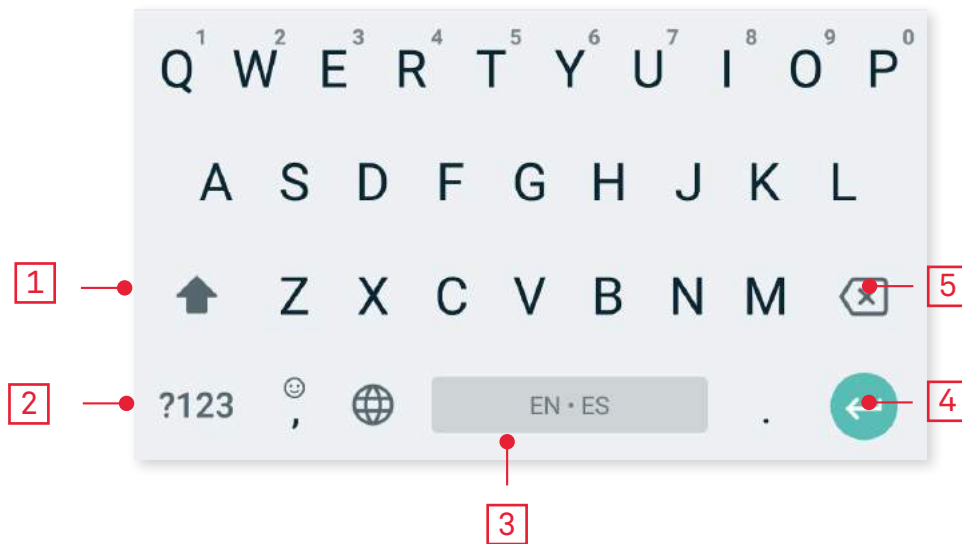 1 2 3 4 5 6 7 8 9 0
Q W E R T Y U I O P
A S D F G H J K L
1 Z X C V B N M 5
2 ?123 , EN • ES . 4
3